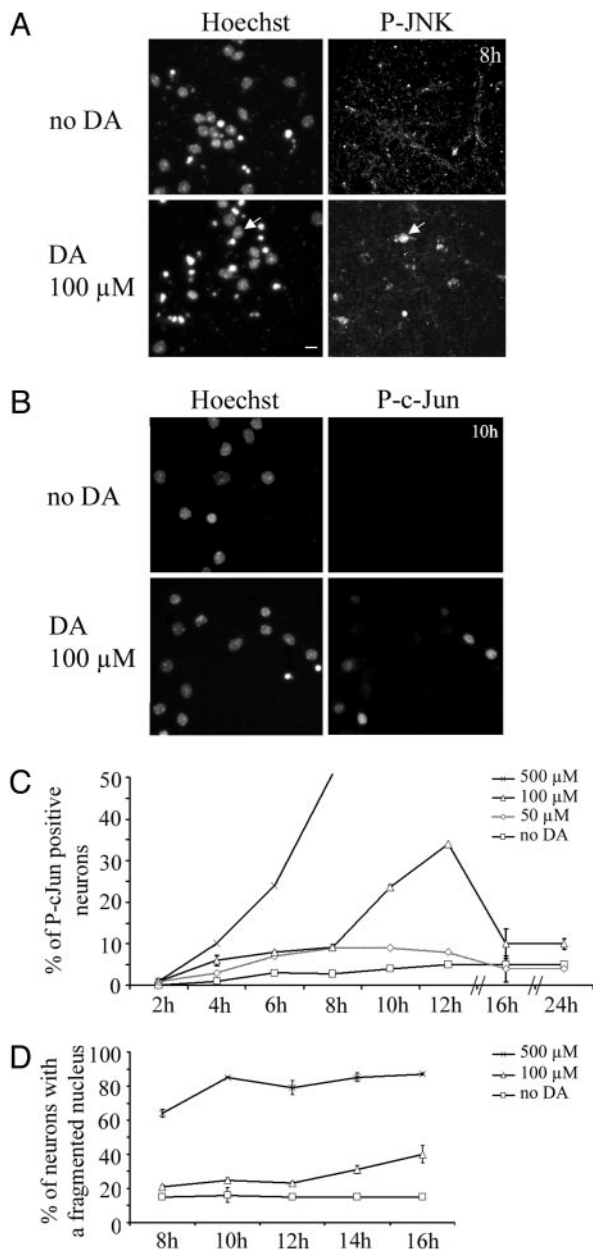 A
Hoechst
P-JNK
8h
no DA
DA
100 µM
B
Hoechst
P-c-Jun
10h
no DA
DA
100 µM
C
% of P-cJun positive
neurons
50
40
30
20
10
0
2h 4h 6h 8h 10h 12h 16h 24h
500 µM
100 µM
50 µM
no DA
D
% of neurons with
a fragmented nucleus
100
80
60
40
20
0
8h 10h 12h 14h 16h
500 µM
100 µM
no DA